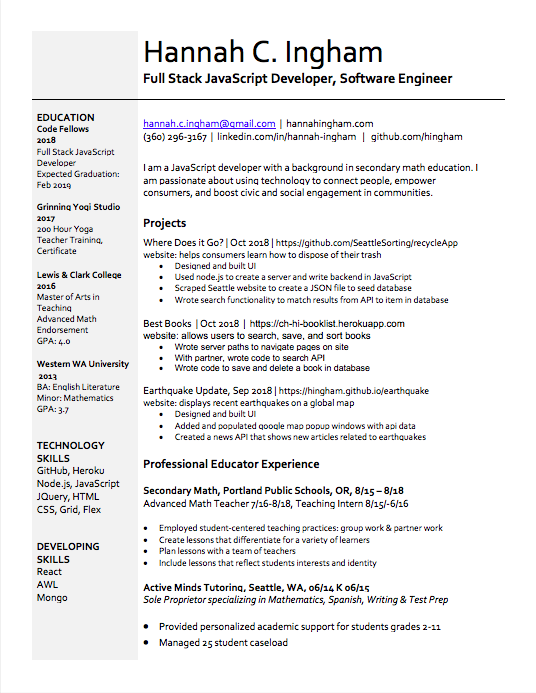 Hannah C. Ingham
Full Stack JavaScript Developer, Software Engineer
EDUCATION
Code Fellows
2018
Full Stack JavaScript
Developer
Expected Graduation:
Feb 2019
Grinning Yogi Studio
2017
200 Hour Yoga
Teacher Training,
Certificate
Lewis & Clark College
2016
Master of Arts in
Teaching
Advanced Math
Endorsement
GPA: 4.0
Western WA University
2013
BA: English Literature
Minor: Mathematics
GPA: 3.7
TECHNOLOGY
SKILLS
GitHub, Heroku
Node.js, JavaScript
JQuery, HTML
CSS, Grid, Flex
DEVELOPING
SKILLS
React
AWL
Mongo
hannah.c.ingham@gmail.com | hannahingham.com
(360) 296-3167 | linkedin.com/in/hannah-ingham | github.com/hingham
I am a JavaScript developer with a background in secondary math education. I
am passionate about using technology to connect people, empower
consumers, and boost civic and social engagement in communities.
Projects
Where Does it Go? | Oct 2018 | https://github.com/SeattleSorting/recycleApp
website: helps consumers learn how to dispose of their trash
• Designed and built UI
• Used node.js to create a server and write backend in JavaScript
• Scraped Seattle website to create a JSON file to seed database
• Wrote search functionality to match results from API to item in database
Best Books | Oct 2018 | https://ch-hi-booklist.herokuapp.com
website: allows users to search, save, and sort books
• Wrote server paths to navigate pages on site
• With partner, wrote code to search API
• Wrote code to save and delete a book in database
Earthquake Update, Sep 2018 | https://hingham.github.io/earthquake
website: displays recent earthquakes on a global map
• Designed and built UI
• Added and populated google map popup windows with api data
• Created a news API that shows new articles related to earthquakes
Professional Educator Experience
Secondary Math, Portland Public Schools, OR, 8/15 – 8/18
Advanced Math Teacher 7/16-8/18, Teaching Intern 8/15/-6/16
• Employed student-centered teaching practices: group work & partner work
• Create lessons that differentiate for a variety of learners
• Plan lessons with a team of teachers
• Include lessons that reflect students interests and identity
Active Minds Tutoring, Seattle, WA, 06/14 K 06/15
Sole Proprietor specializing in Mathematics, Spanish, Writing & Test Prep
• Provided personalized academic support for students grades 2-11
• Managed 25 student caseload